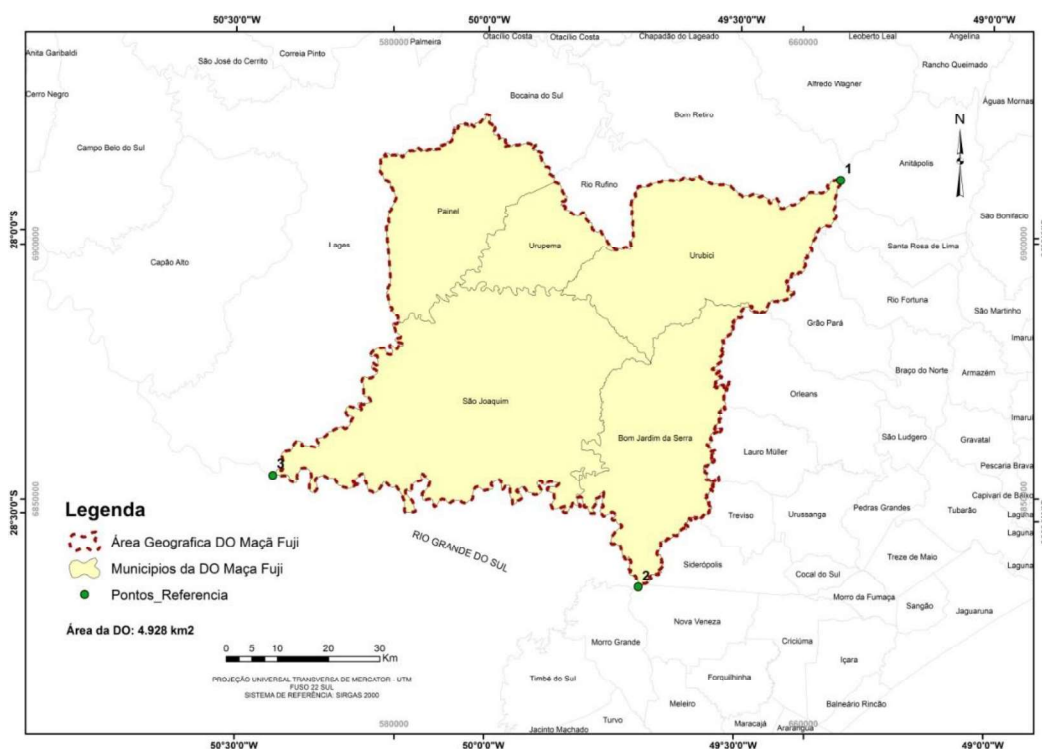 50°30'0"W
50°0'0"W
49°30'0"W
49°0'0"W
580000
660000
Anita Garibaldi
Correia Pinto
São José do Cerrito
Palmeira
Otacílio Costa
Otacílio Costa
Chapadão do Lageado
Leoberto Leal
Angelina
Rancho Queimado
Cerro Negro
Bocaina do Sul
Alfredo Wagner
Águas Mornas
Bom Retiro
N
Campo Belo do Sul
Anitápolis
1
Rio Rufino
Painel
São Bonifácio
28°0'0"S
6900000
Lages
Urupema
Urubici
Santa Rosa de Lima
6900000
Capão Alto
Rio Fortuna
São Martinho
Grão Pará
Imarui
Braço do Norte
Armazém
Orleans
São Joaquim
Imarui
Bom Jardim da Serra
São Ludgero
Gravatal
Lauro Müller
3
Pescaria Brava
28°30'0"S
6850000
Capivari de Baixo
Legenda
Área Geografica DO Maçã Fuji
Municipios da DO Maça Fuji
Pontos_Referencia
Área da DO: 4.928 km2
Treviso
Urussanga
Pedras Grandes
Tubarão
Laguna
Laguna
RIO GRANDE DO SUL
Treze de Maio
Siderópolis
Cocal do Sul
Laguna
2
Morro da Fumaça
Sangão
Jaguaruna
Nova Veneza
Morro Grande
Criciúma
Içara
0 5 10 20 30
Km
PROJEÇÃO UNIVERSAL TRANSVERSA DE MERCATOR - UTM
FUSO 22 SUL
SISTEMA DE REFERÊNCIA: SIRGAS 2000
Timbé do Sul
Forquilhinha
Meleiro
Balneário Rincão
Turvo
Maracajá
Araranguá
Jacinto Machado
580000
660000
50°30'0"W
50°0'0"W
49°30'0"W
49°0'0"W